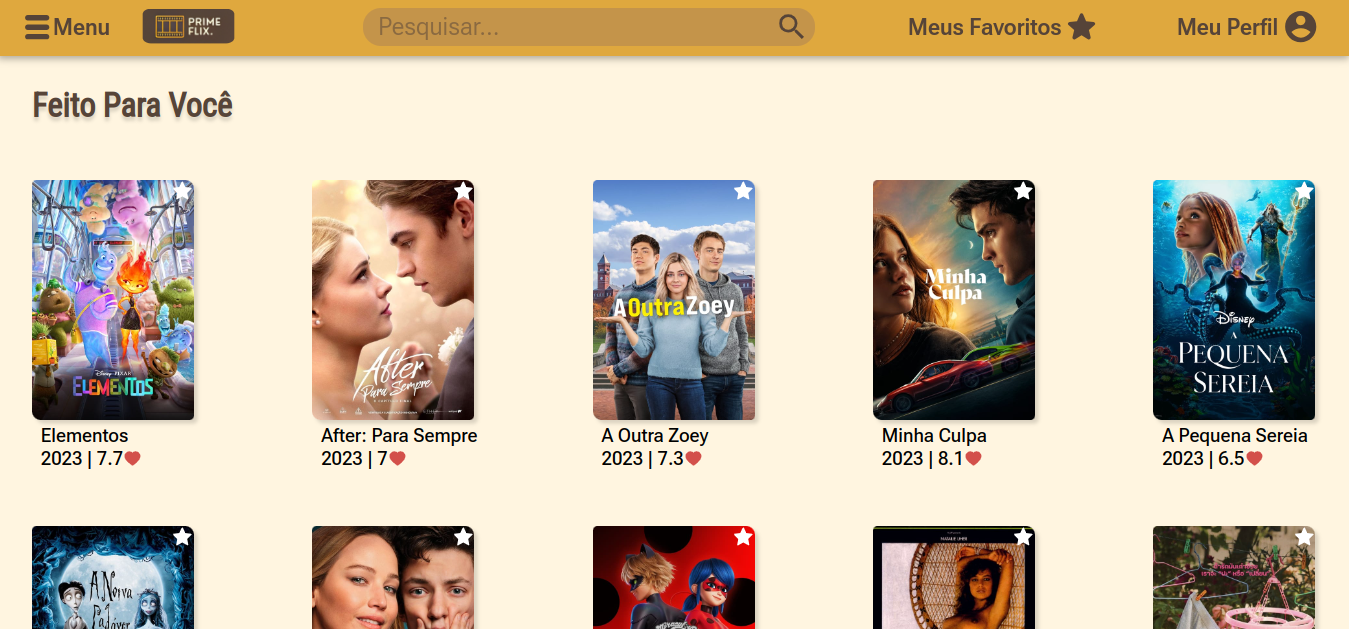 Menu
PRIME
FLIX.
Pesquisar...
Meus Favoritos
Meu Perfil
Feito Para Você
Disney PIXAR
ELEMENTOS
After
Para Sempre
A Outra Zoey
Minha
Culpa
Disney
A
PEQUENA
SEREIA
Elementos
2023 | 7.7
After: Para Sempre
2023 | 7
A Outra Zoey
2023 | 7.3
Minha Culpa
2023 | 8.1
A Pequena Sereia
2023 | 6.5
A Noiva